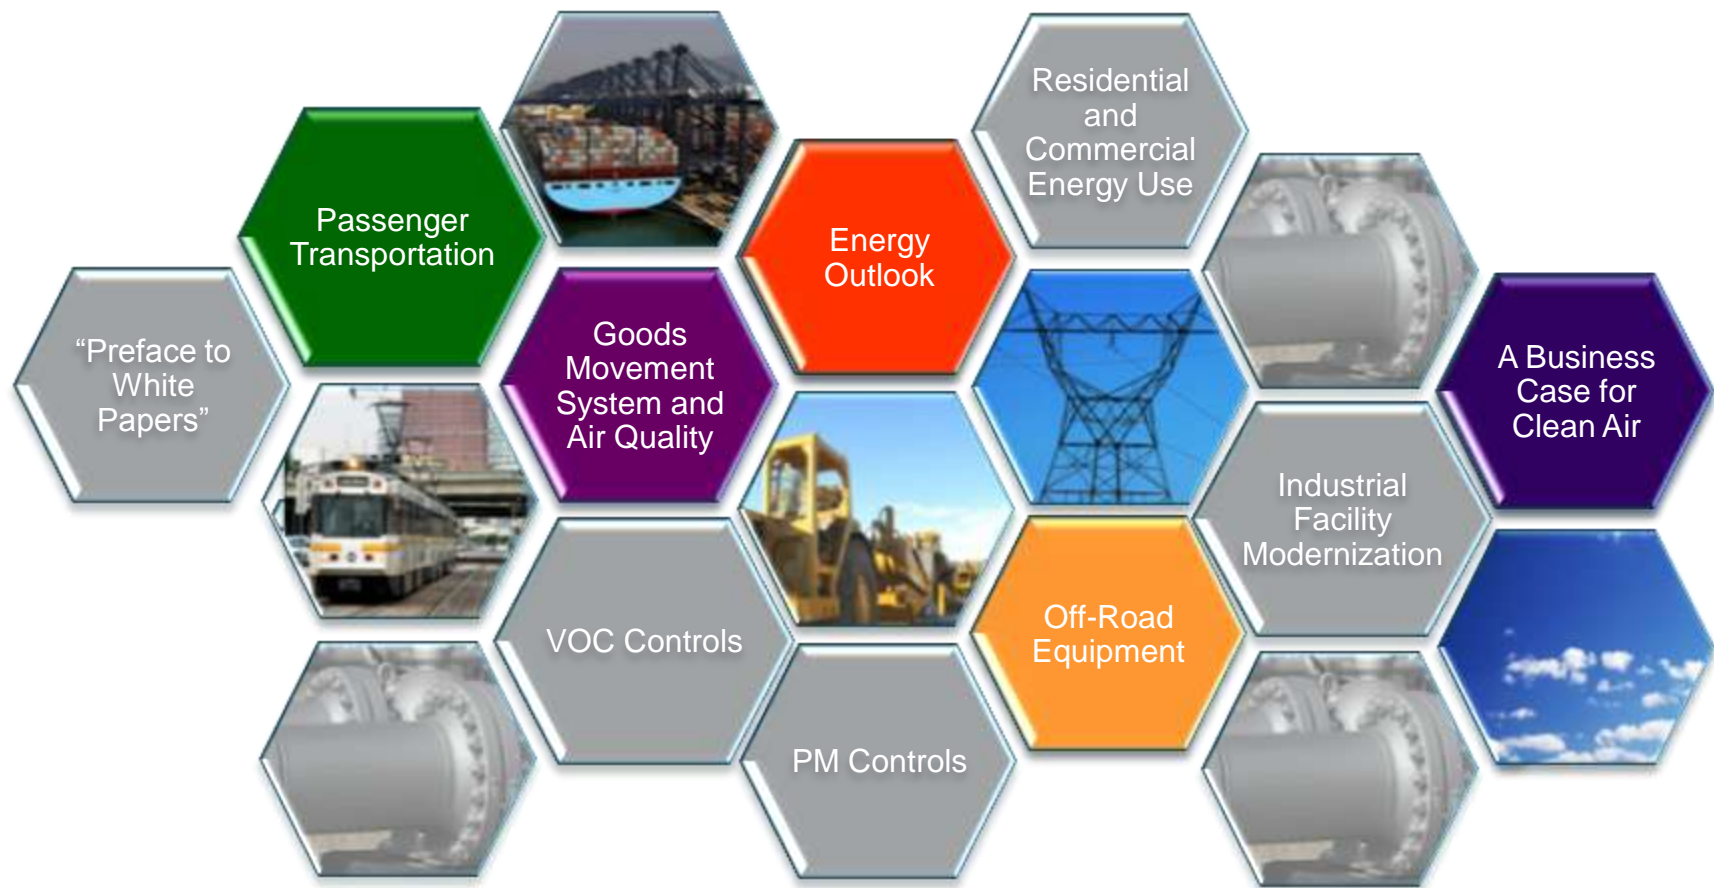 “Preface to
White
Papers”
Passenger
Transportation
Goods
Movement
System and
Air Quality
VOC Controls
Energy
Outlook
PM Controls
Residential
and
Commercial
Energy Use
Off-Road
Equipment
Industrial
Facility
Modernization
A Business
Case for
Clean Air